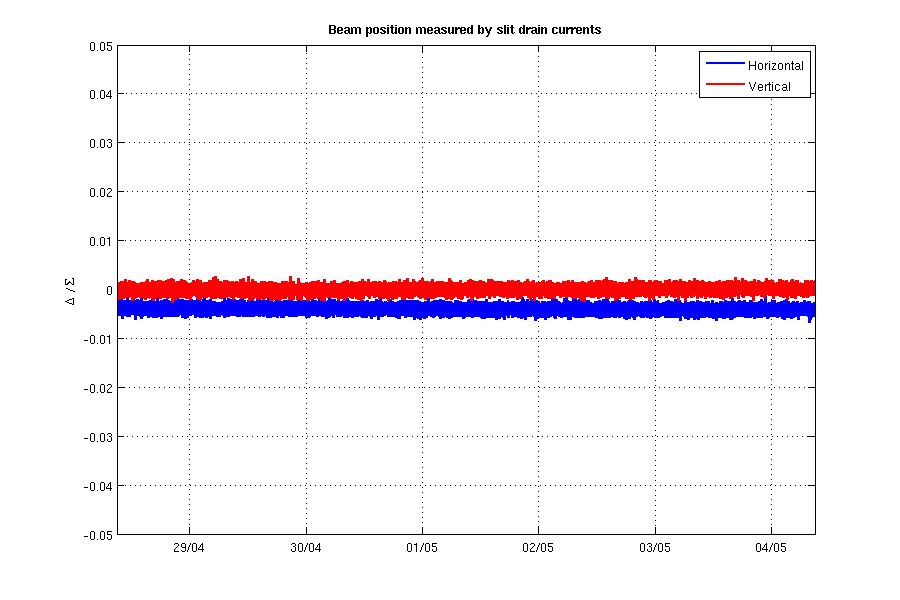 Beam position measured by slit drain currents
Horizontal
Vertical
0.05
0.04
0.03
0.02
0.01
0
-0.01
-0.02
-0.03
-0.04
-0.05
Δ / Σ
29/04 30/04 01/05 02/05 03/05 04/05